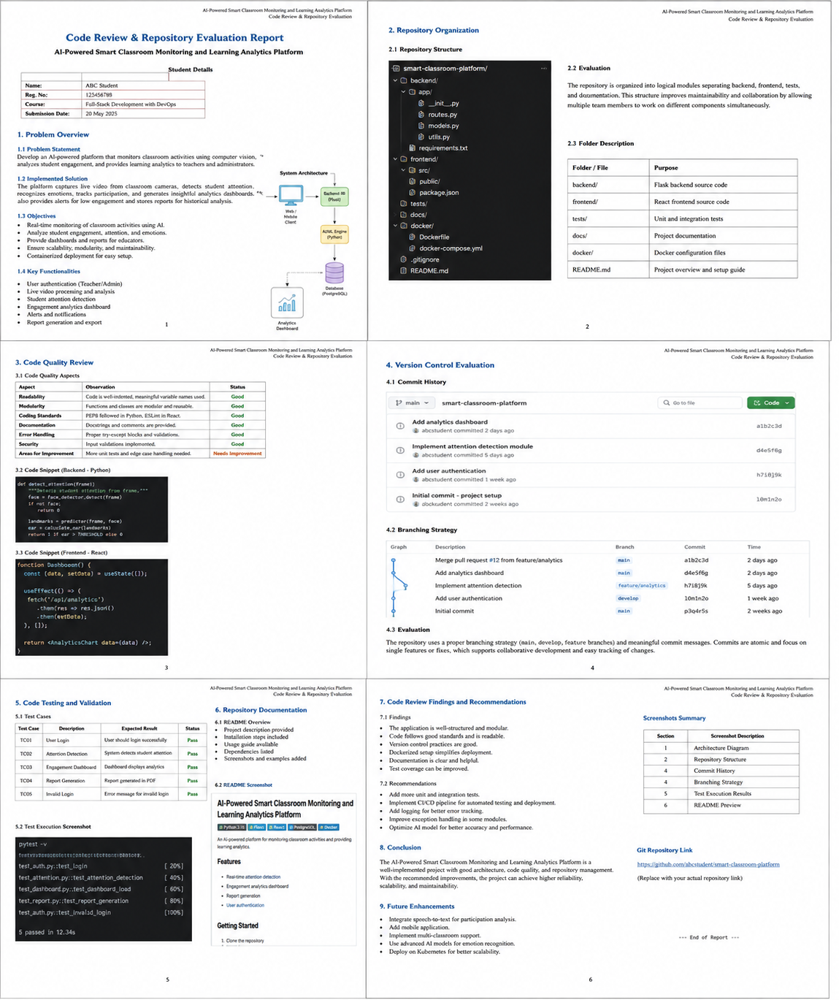 AI-Powered Smart Classroom Monitoring and Learning Analytics Platform
Code Review & Repository Evaluation
Code Review & Repository Evaluation Report
AI-Powered Smart Classroom Monitoring and Learning Analytics Platform
Student Details
Name: ABC Student
Reg. No:
Course: Full-Stack Development with DevOps
Submission Date: 20 May 2025
1. Problem Overview
1.1 Problem Statement
Develop an AI-powered platform that monitors classroom activities using computer vision,
analyzes student engagement, and provides learning analytics to teachers and administrators.
1.2 Implemented Solution
The platform captures live video from classroom cameras, detects student attention,
recognizes emotions, tracks participation, and generates insightful analytics dashboards.
also provides alerts for low engagement and stores reports for historical analysis.
1.3 Objectives
• Real-time monitoring of classroom activities using AI.
• Analyze student engagement, attention, and emotions.
• Provide dashboards and reports for educators.
• Ensure scalability, modularity, and maintainability.
• Containerized deployment for easy setup.
1.4 Key Functionalities
• User authentication (Teacher/Admin)
• Live video processing and analysis
• Student attention detection
• Engagement analytics dashboard
• Alerts and notifications
• Report generation and export
System Architecture
Web /
Mobile
Client
Backend
(Python)
Database
(PostgreSQL)
Analytics
Dashboard
1
AI-Powered Smart Classroom Monitoring and Learning Analytics Platform
Code Review & Repository Evaluation
2. Repository Organization
2.1 Repository Structure
smart-classroom-platform/ ...
backend/
app/
__init__.py
routes.py
models.py
utils.py
requirements.txt
frontend/
src/
public/
package.json
tests/
docs/
docker/
Dockerfile
docker-compose.yml
.gitignore
README.md
2.2 Evaluation
The repository is organized into logical modules seperating backend, frontend, tests,
and documentation. This structure improves maintainability and collaboration by allowing
multiple team members to work on different components simultaneously.
2.3 Folder Description
Folder / File Purpose
backend/ Flask backend source code
frontend/ React frontend source code
tests/ Unit and integration tests
docs/ Project documentation
docker/ Docker configuration files
README.md Project overview and setup guide
2
AI-Powered Smart Classroom Monitoring and Learning Analytics Platform
Code Review & Repository Evaluation
3. Code Quality Review
3.1 Code Quality Aspects
Aspect Observation Status
Readability Code is well-indented, meaningful variable names used. Good
Modularity Functions and classes are modular and reusable. Good
Coding Standards PEP8 followed in Python, ESLint in React. Good
Documentation Docstrings and comments are provided. Good
Error Handling Proper try-except blocks and validations. Good
Security Input validations implemented. Good
Areas for Improvement More unit tests and edge case handling needed. Needs Improvement
3.2 Code Snippet (Backend - Python)
def detect_attention(frame):
student attention from frame."""
face =
if not face:
return 0
landmarks = predictor(frame, face)
ear =
return 1 if ear > THRESHOLD else 0
3.3 Code Snippet (Frontend - React)
function {
const [data, setData] = useState([]);
useEffect(() => {
fetch('/api/analytics')
.then(res => res.json()
.then(
}, []);
return <AnalyticsChart data={data} />;
}
3
AI-Powered Smart Classroom Monitoring and Learning Analytics Platform
Code Review & Repository Evaluation
4. Version Control Evaluation
4.1 Commit History
main smart-classroom-platform Go to file Code
Add analytics dashboard
abcstudent committed 2 days ago a1b2c3d
Implement attention detection module
abcstudent committed 5 days ago d4e5f6g
Add user authentication
abcstudent committed 1 week ago h7i8j9k
Initial commit - project setup
committed 2 weeks ago l0m1n2o
4.2 Branching Strategy
Graph Description Branch Commit Time
Merge pull request #12 from feature/analytics main a1b2c3d 2 days ago
Add analytics dashboard main d4e5f6g 2 days ago
Implement attention detection feature/analytics h7i8j9k 5 days ago
Add user authentication develop l0m1n2o 1 week ago
Initial commit main p3q4r5s 2 weeks ago
4.3 Evaluation
The repository uses a proper branching strategy (main, develop, feature branches) and meaningful commit messages. Commits are atomic and focus on
single features or fixes, which supports collaborative development and easy tracking of changes.
4
AI-Powered Smart Classroom Monitoring and Learning Analytics Platform
Code Review & Repository Evaluation
5. Code Testing and Validation
5.1 Test Cases
Test Case Description Expected Result Status
TC01 User Login User should login successfully Pass
TC02 Attention Detection System detects student attention Pass
TC03 Engagement Dashboard Dashboard displays analytics Pass
TC04 Report Generation Report generated in PDF Pass
TC05 Invalid Login Error message for invalid login Pass
5.2 Test Execution Screenshot
pytest -v
test_auth.py::test_login [ 20%]
test_attention.py::test_attention_detection [ 40%]
test_dashboard.py::test_dashboard_load [ 60%]
test_report.py::test_report_generation [ 80%]
test_auth.py::test_invalid_login [100%]
5 passed in 12.34s
6. Repository Documentation
6.1 README Overview
• Project description provided
• Installation steps included
• Usage guide available
• Dependencies listed
• Screenshots and examples added
6.2 README Screenshot
AI-Powered Smart Classroom Monitoring and
Learning Analytics Platform
PostgreSQL Docker
An AI-powered platform for monitoring classroom activities and providing
learning analytics.
Features
• Real-time attention detection
• Engagement analytics dashboard
• Report generation
• User authentication
Getting Started
1. Clone the repository
5
AI-Powered Smart Classroom Monitoring and Learning Analytics Platform
Code Review & Repository Evaluation
7. Code Review Findings and Recommendations
7.1 Findings
• The application is well-structured and modular.
• Code follows good standards and is readable.
• Version control practices are good.
• Dockerized setup simplifies deployment.
• Documentation is clear and helpful.
• Test coverage can be improved.
7.2 Recommendations
• Add more unit and integration tests.
• Implement CI/CD pipeline for automated testing and deployment.
• Add logging for better error tracking.
• Improve exception handling in some modules.
• Optimize AI model for better accuracy and performance.
8. Conclusion
The AI-Powered Smart Classroom Monitoring and Learning Analytics Platform is a
well-implemented project with good architecture, code quality, and repository management.
With the recommended improvements, the project can achieve higher reliability,
scalability, and maintainability.
9. Future Enhancements
• Integrate speech-to-text for participation analysis.
• Add mobile application.
• Implement multi-classroom support.
• Use advanced AI models for emotion recognition.
• Deploy on Kubernetes for better scalability.
Screenshots Summary
Section Screenshot Description
1 Architecture Diagram
2 Repository Structure
4 Commit History
4 Branching Strategy
5 Test Execution Results
6 README Preview
Git Repository Link
https://github.com/abcstudent/smart-classroom-platform
(Replace with your actual repository link)
--- End of Report ---
6